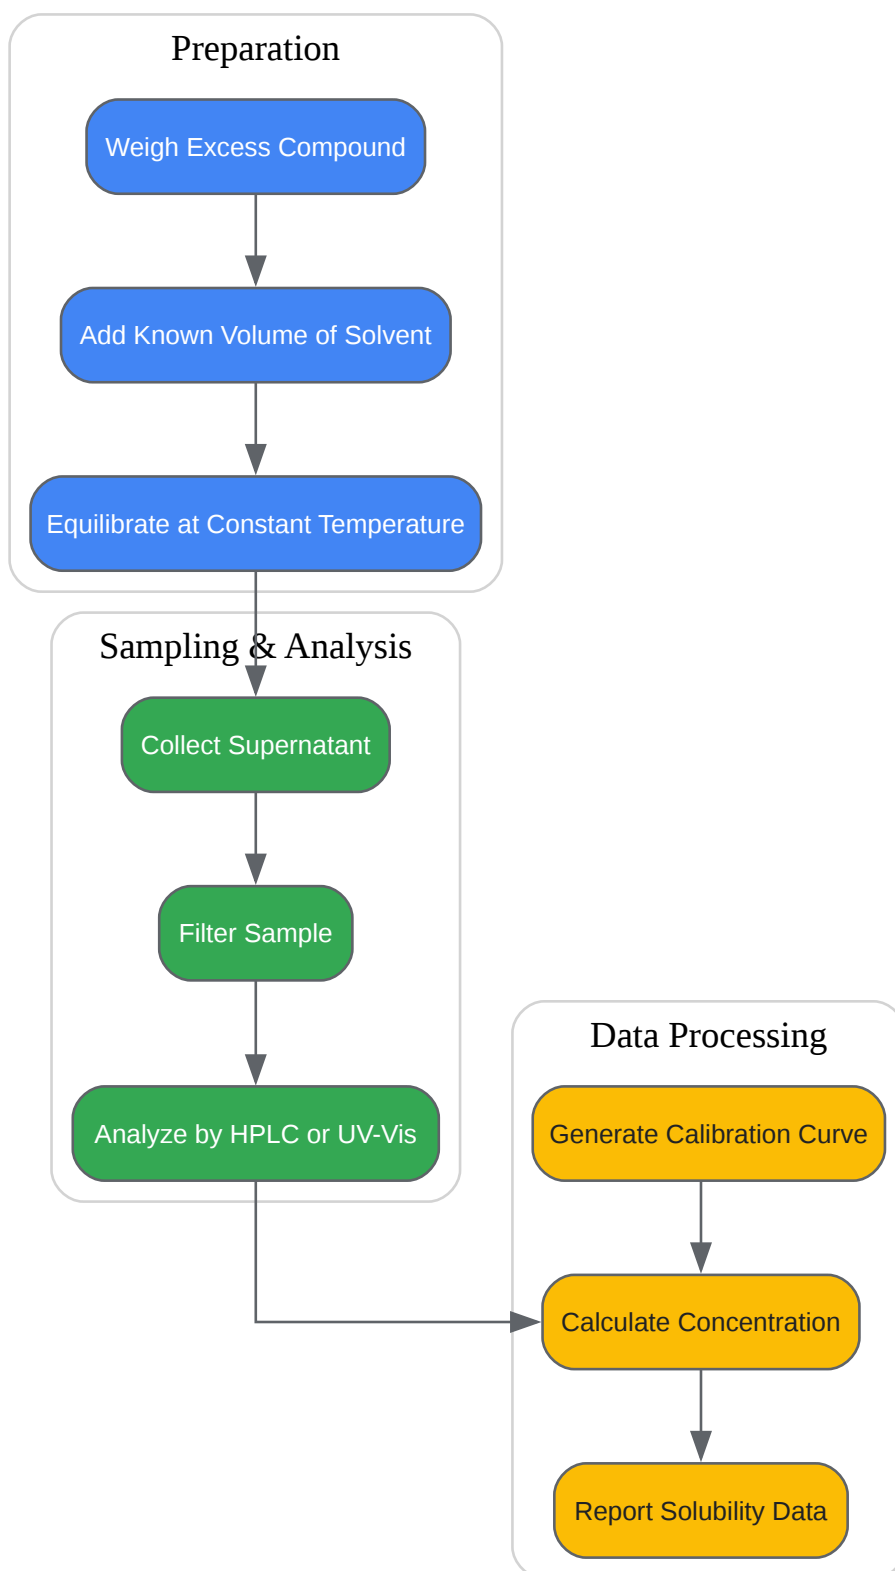 Preparation
Weigh Excess Compound
Add Known Volume of Solvent
Equilibrate at Constant Temperature
Sampling & Analysis
Collect Supernatant
Filter Sample
Analyze by HPLC or UV-Vis
Data Processing
Generate Calibration Curve
Calculate Concentration
Report Solubility Data